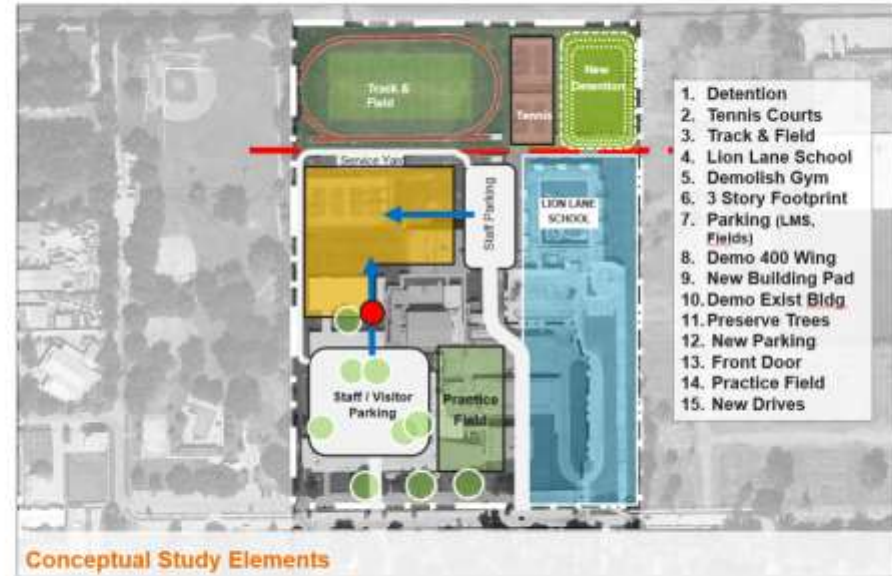 Track &
Field
Tennis
New
Detention
Service Yard
Staff Parking
LION LANE
SCHOOL
Staff / Visitor
Parking
Practice
Field
1. Detention
2. Tennis Courts
3. Track & Field
4. Lion Lane School
5. Demolish Gym
6. 3 Story Footprint
7. Parking (LMS,
Fields)
8. Demo 400 Wing
9. New Building Pad
10. Demo Exist Bldg
11. Preserve Trees
12. New Parking
13. Front Door
14. Practice Field
15. New Drives
Conceptual Study Elements